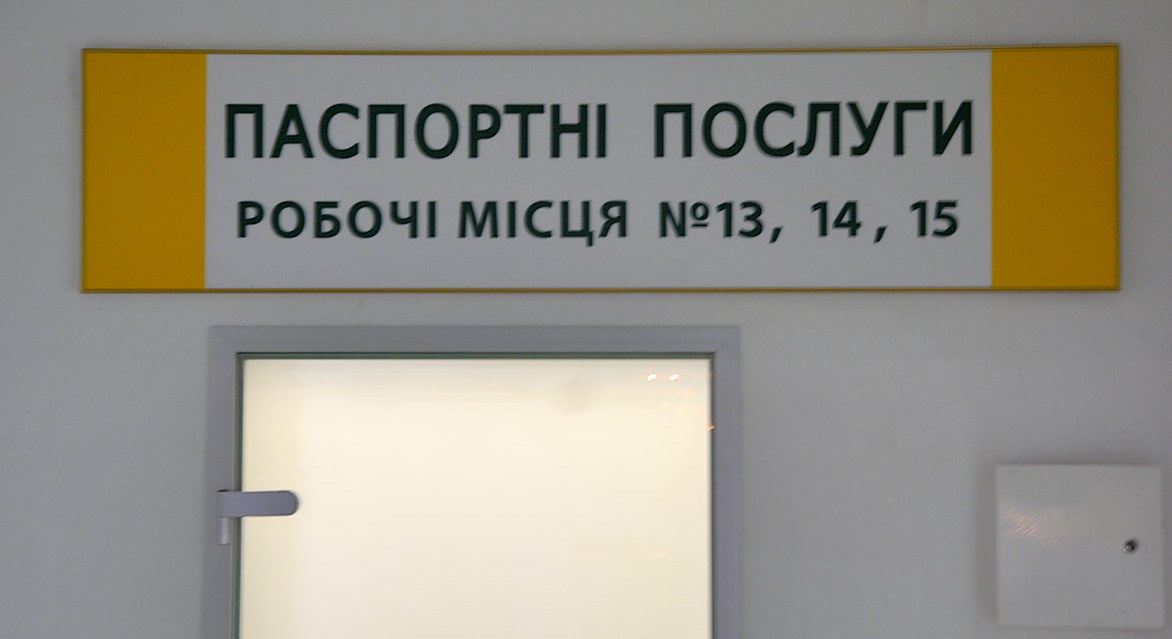 ПАСПОРТНІ ПОСЛУГИ
РОБОЧІ МІСЦЯ №13, 14, 15